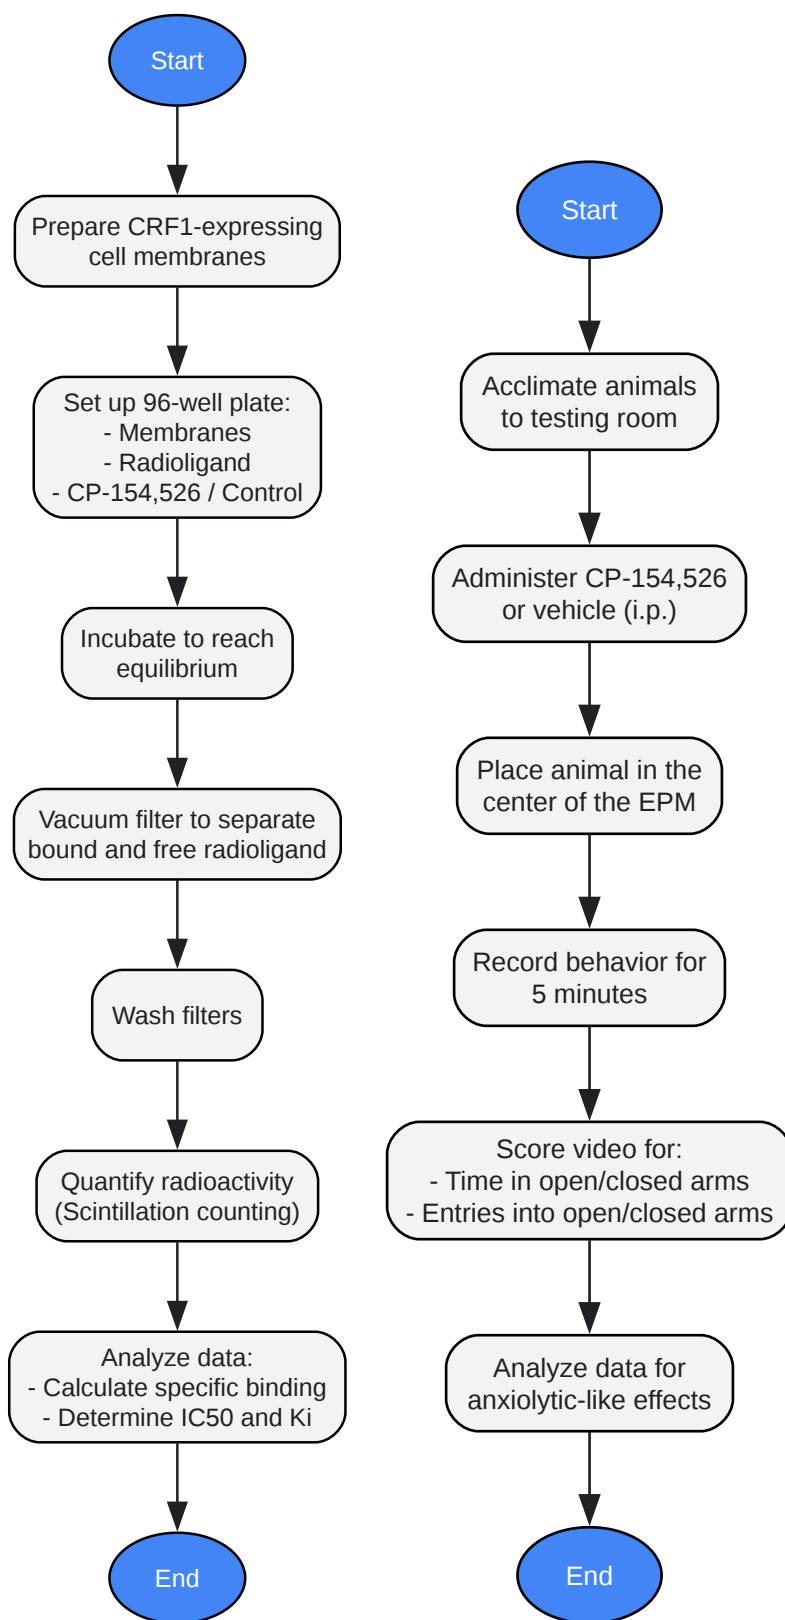 Start
Prepare CRF1-expressing
cell membranes
Set up 96-well plate:
- Membranes
- Radioligand
- CP-154,526 / Control
Incubate to reach
equilibrium
Vacuum filter to separate
bound and free radioligand
Wash filters
Quantify radioactivity
(Scintillation counting)
Analyze data:
- Calculate specific binding
- Determine IC50 and Ki
End
Start
Acclimate animals
to testing room
Administer CP-154,526
or vehicle (i.p.)
Place animal in the
center of the EPM
Record behavior for
5 minutes
Score video for:
- Time in open/closed arms
- Entries into open/closed arms
Analyze data for
anxiolytic-like effects
End